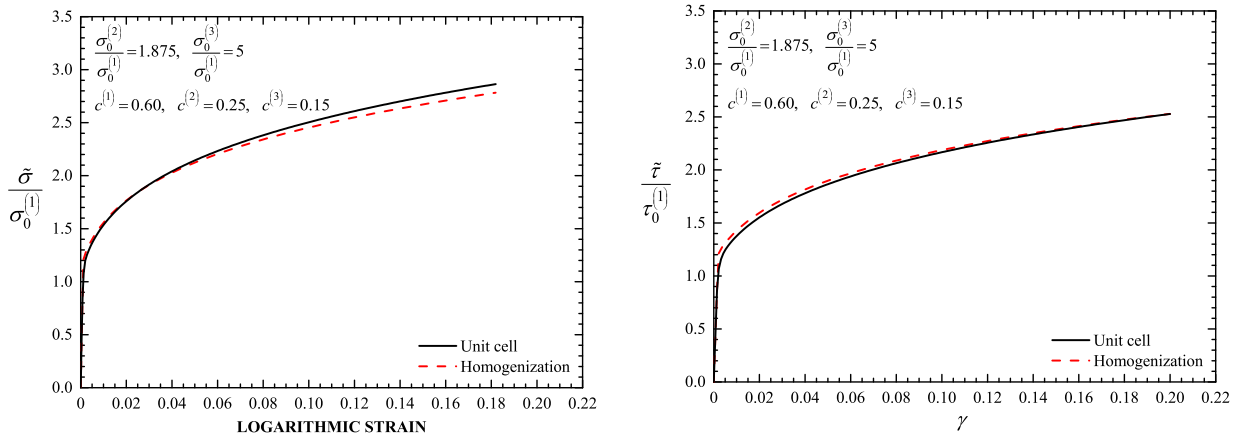 σ₀⁽²⁾/σ₀⁽¹⁾=1.875, σ₀⁽³⁾/σ₀⁽¹⁾=5
c⁽¹⁾=0.60, c⁽²⁾=0.25, c⁽³⁾=0.15
3.5
3.0
2.5
2.0
1.5
1.0
0.5
0.0
σ̃/σ₀⁽¹⁾
Unit cell
Homogenization
0 0.02 0.04 0.06 0.08 0.10 0.12 0.14 0.16 0.18 0.20 0.22
LOGARITHMIC STRAIN
σ₀⁽²⁾/σ₀⁽¹⁾=1.875, σ₀⁽³⁾/σ₀⁽¹⁾=5
c⁽¹⁾=0.60, c⁽²⁾=0.25, c⁽³⁾=0.15
3.5
3.0
2.5
2.0
1.5
1.0
0.5
0.0
τ̃/τ₀⁽¹⁾
Unit cell
Homogenization
0 0.02 0.04 0.06 0.08 0.10 0.12 0.14 0.16 0.18 0.20 0.22
γ